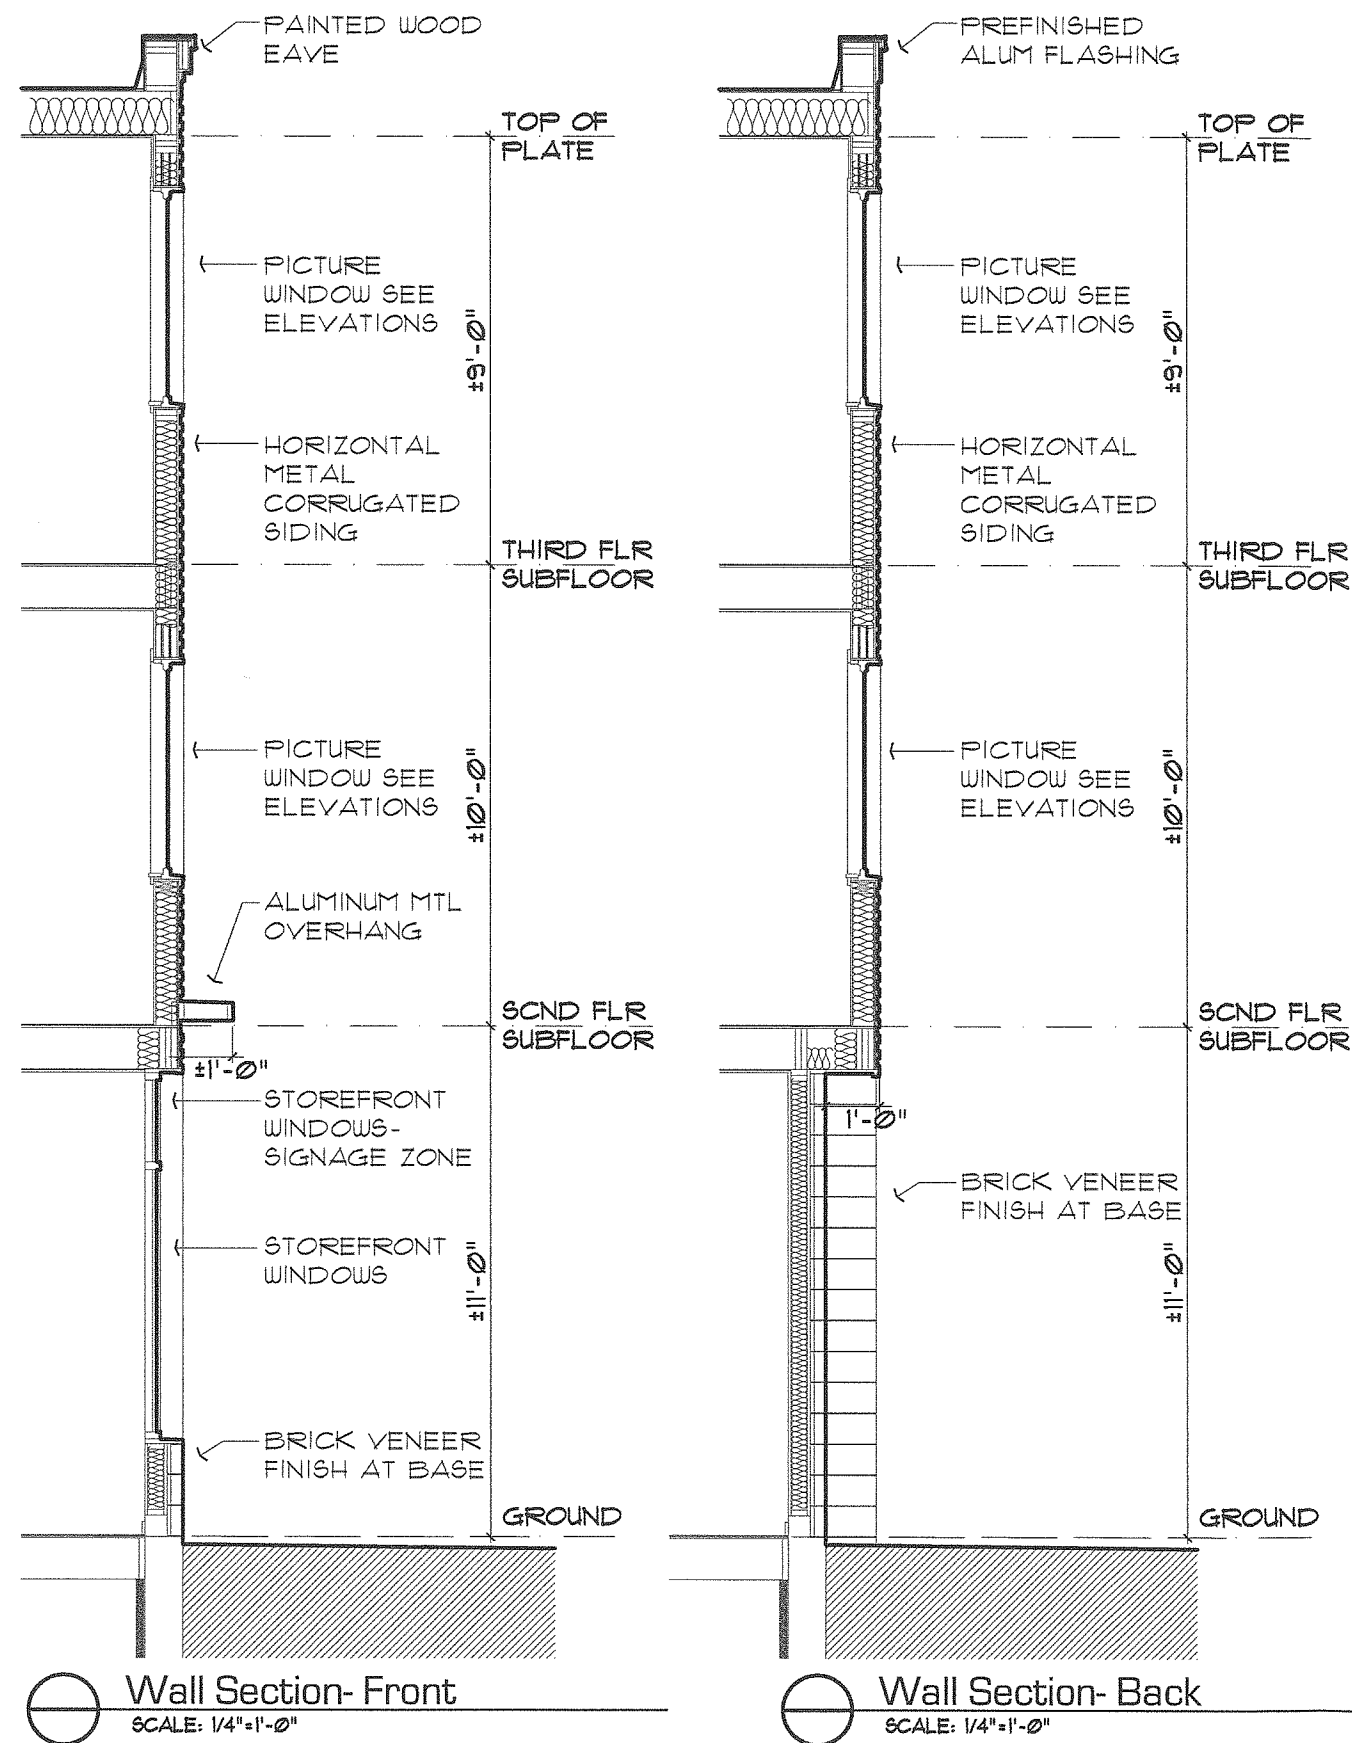 PAINTED WOOD
EAVE
TOP OF
PLATE
PICTURE
WINDOW SEE
ELEVATIONS
±9'-0"
HORIZONTAL
METAL
CORRUGATED
SIDING
THIRD FLR
SUBFLOOR
PICTURE
WINDOW SEE
ELEVATIONS
±10'-0"
ALUMINUM MTL
OVERHANG
SCND FLR
SUBFLOOR
±1'-0"
STOREFRONT
WINDOWS-
SIGNAGE ZONE
STOREFRONT
WINDOWS
±11'-0"
BRICK VENEER
FINISH AT BASE
GROUND
Wall Section- Front
SCALE: 1/4"=1'-0"
PREFINISHED
ALUM FLASHING
TOP OF
PLATE
PICTURE
WINDOW SEE
ELEVATIONS
±9'-0"
HORIZONTAL
METAL
CORRUGATED
SIDING
THIRD FLR
SUBFLOOR
PICTURE
WINDOW SEE
ELEVATIONS
±10'-0"
SCND FLR
SUBFLOOR
1'-0"
BRICK VENEER
FINISH AT BASE
±11'-0"
GROUND
Wall Section- Back
SCALE: 1/4"=1'-0"